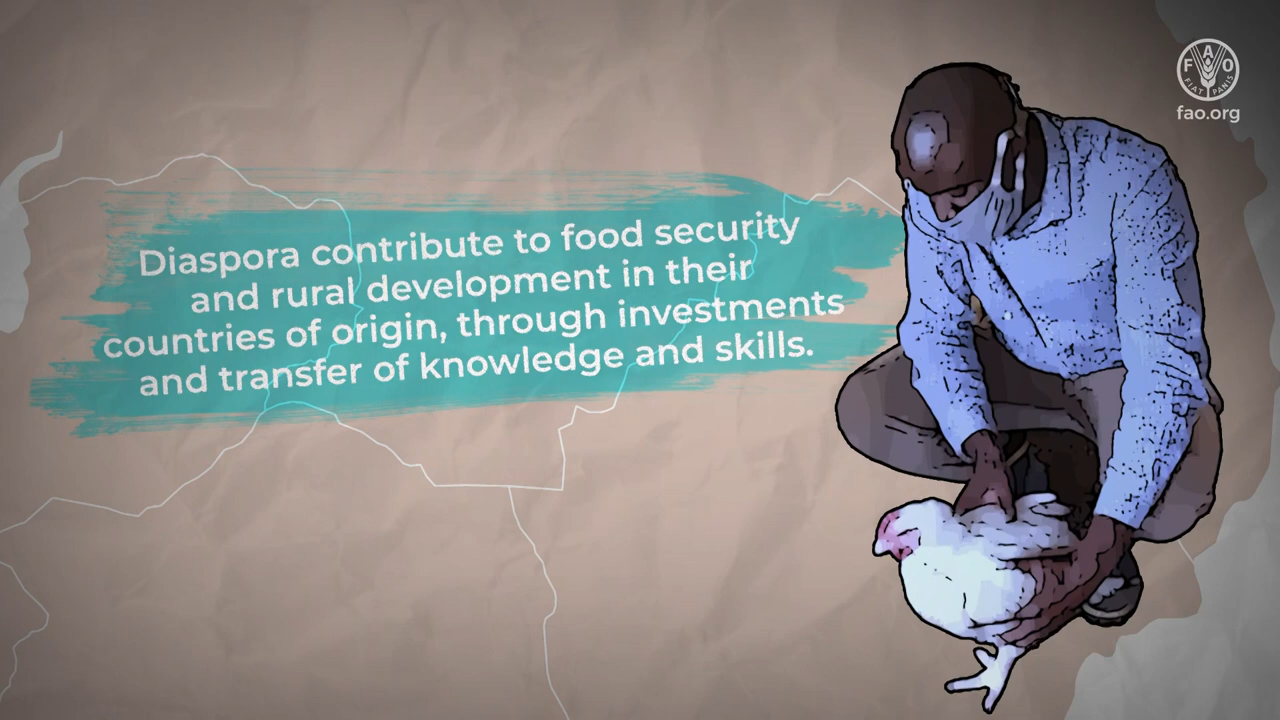 Diaspora contribute to food security
and rural development in their
countries of origin, through investments
and transfer of knowledge and skills.
F A O
FIAT PANIS
fao.org